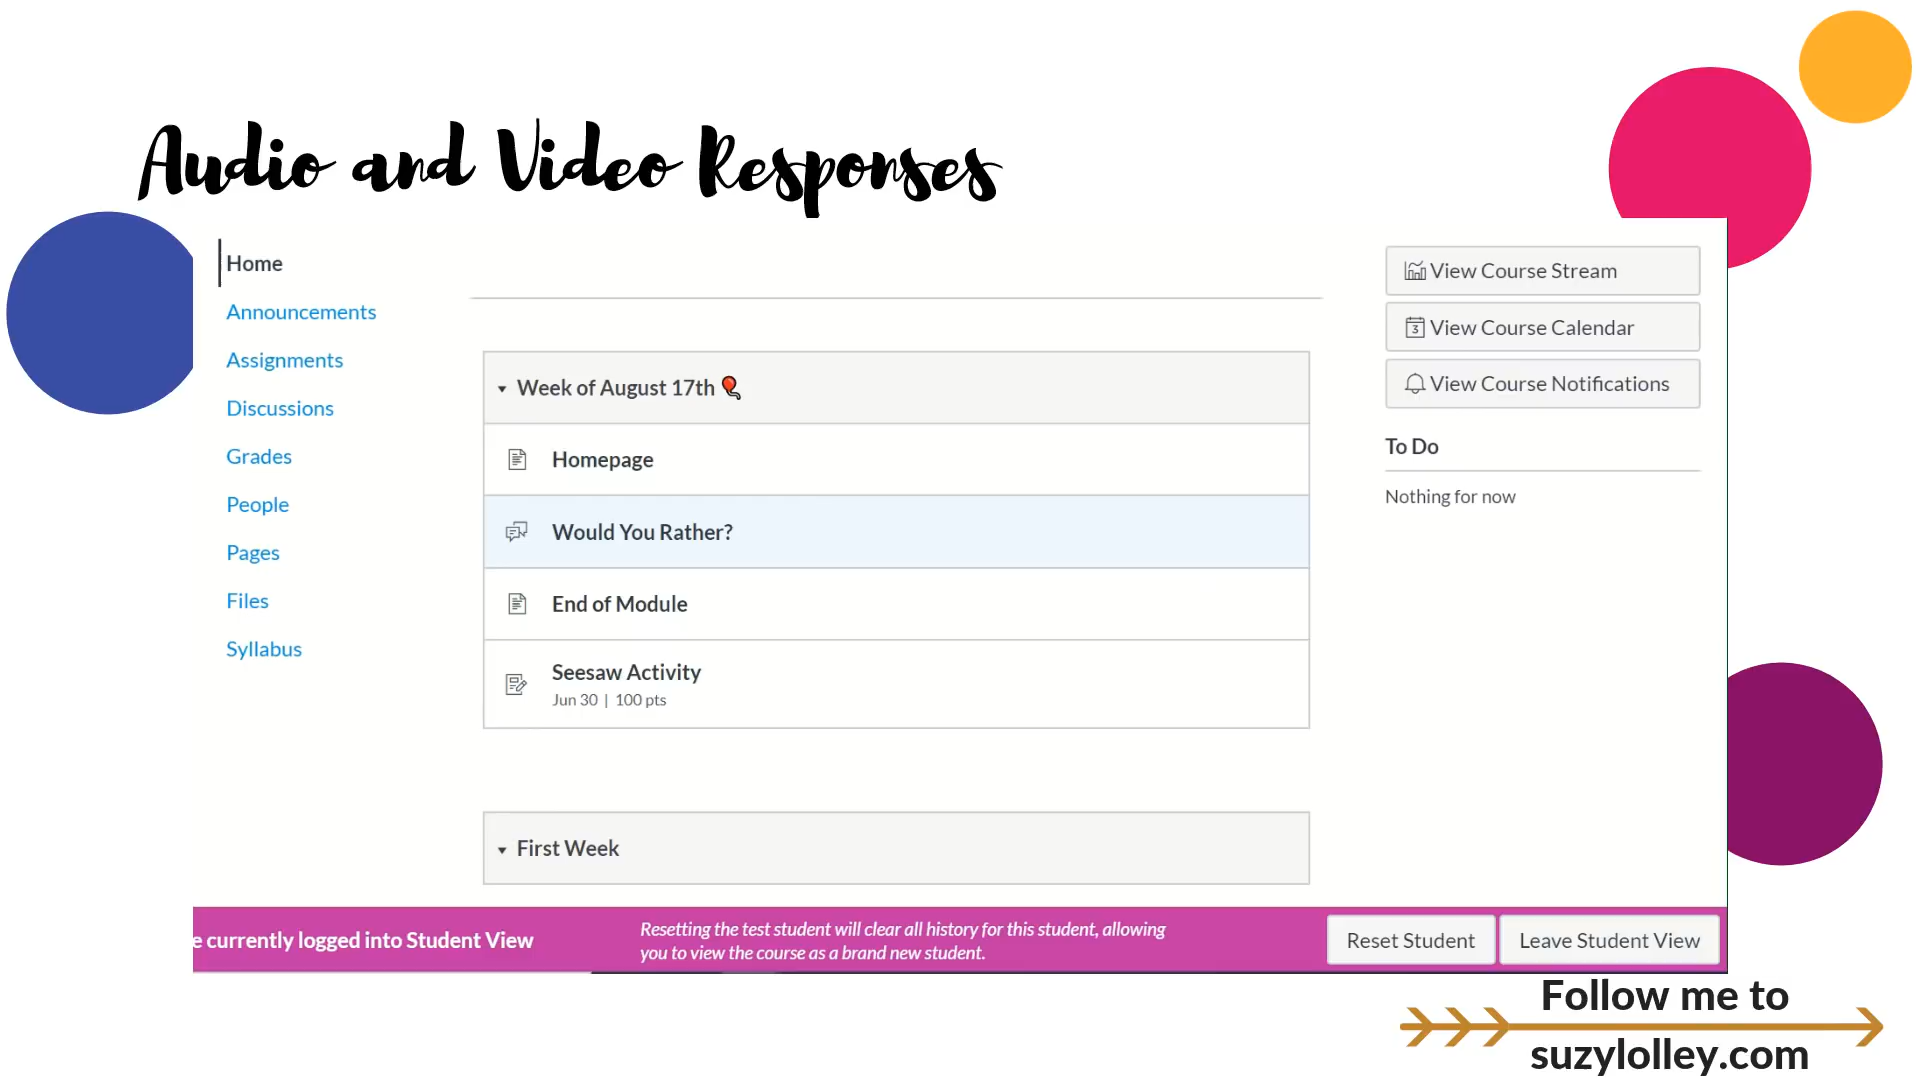 Audio and Video Responses
Home
Announcements
Assignments
Discussions
Grades
People
Pages
Files
Syllabus
Week of August 17th
Homepage
Would You Rather?
End of Module
Seesaw Activity
Jun 30 | 100 pts
First Week
View Course Stream
3 View Course Calendar
View Course Notifications
To Do
Nothing for now
e currently logged into Student View
Resetting the test student will clear all history for this student, allowing
you to view the course as a brand new student.
Reset Student
Leave Student View
Follow me to
suzylolley.com